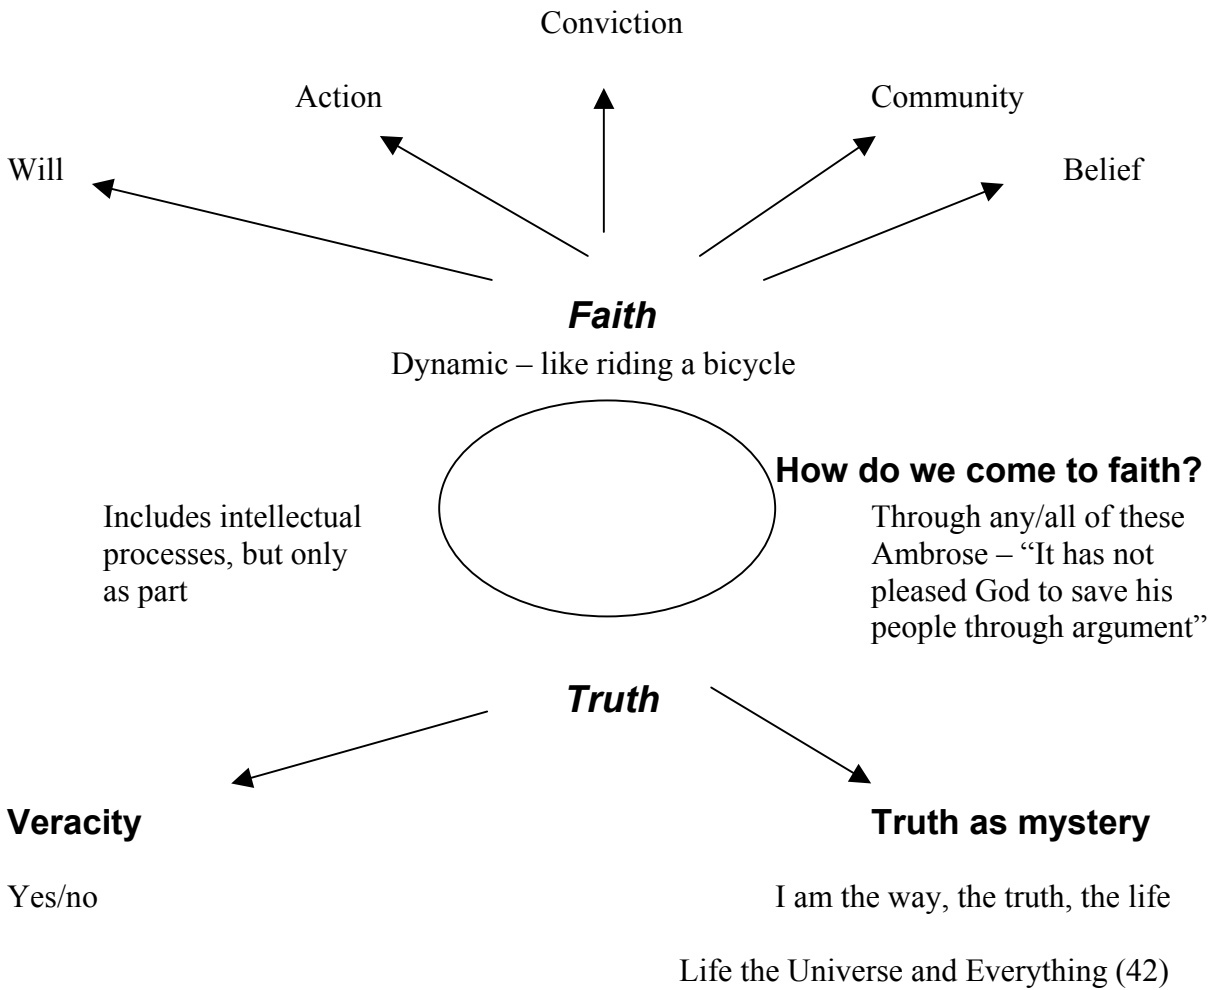 Conviction
Action
Community
Will
Belief
Faith
Dynamic – like riding a bicycle
How do we come to faith?
Includes intellectual
processes, but only
as part
Through any/all of these
Ambrose – “It has not
pleased God to save his
people through argument”
Truth
Veracity
Truth as mystery
Yes/no
I am the way, the truth, the life
Life the Universe and Everything (42)